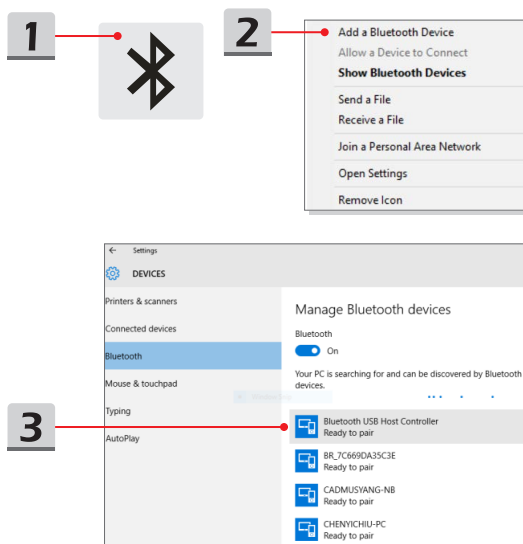 1
2
Add a Bluetooth Device
Allow a Device to Connect
Show Bluetooth Devices
Send a File
Receive a File
Join a Personal Area Network
Open Settings
Remove Icon
← Settings
DEVICES
Printers & scanners
Connected devices
Bluetooth
Mouse & touchpad
Typing
AutoPlay
Manage Bluetooth devices
Bluetooth
On
Your PC is searching for and can be discovered by Bluetooth
devices.
3
Bluetooth USB Host Controller
Ready to pair
BR_7C669DA35C3E
Ready to pair
CADMUSYANG-NB
Ready to pair
CHENYICHIU-PC
Ready to pair